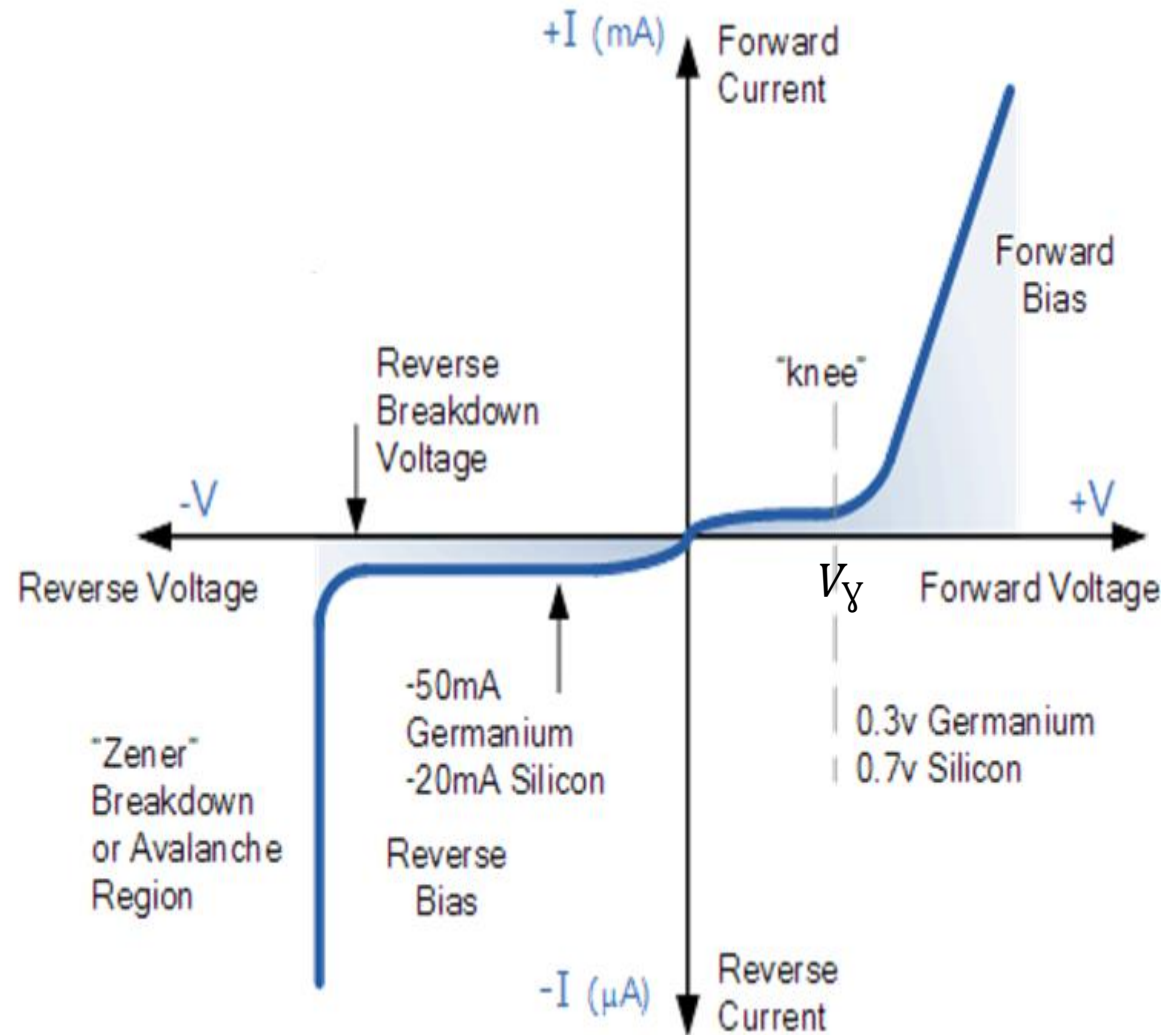 +I (mA)
Forward
Current
Forward
Bias
"knee"
Reverse
Breakdown
Voltage
-V
+V
Reverse Voltage
Vɣ
Forward Voltage
-50mA
Germanium
-20mA Silicon
0.3v Germanium
0.7v Silicon
"Zener"
Breakdown
or Avalanche
Region
Reverse
Bias
-I (μA)
Reverse
Current